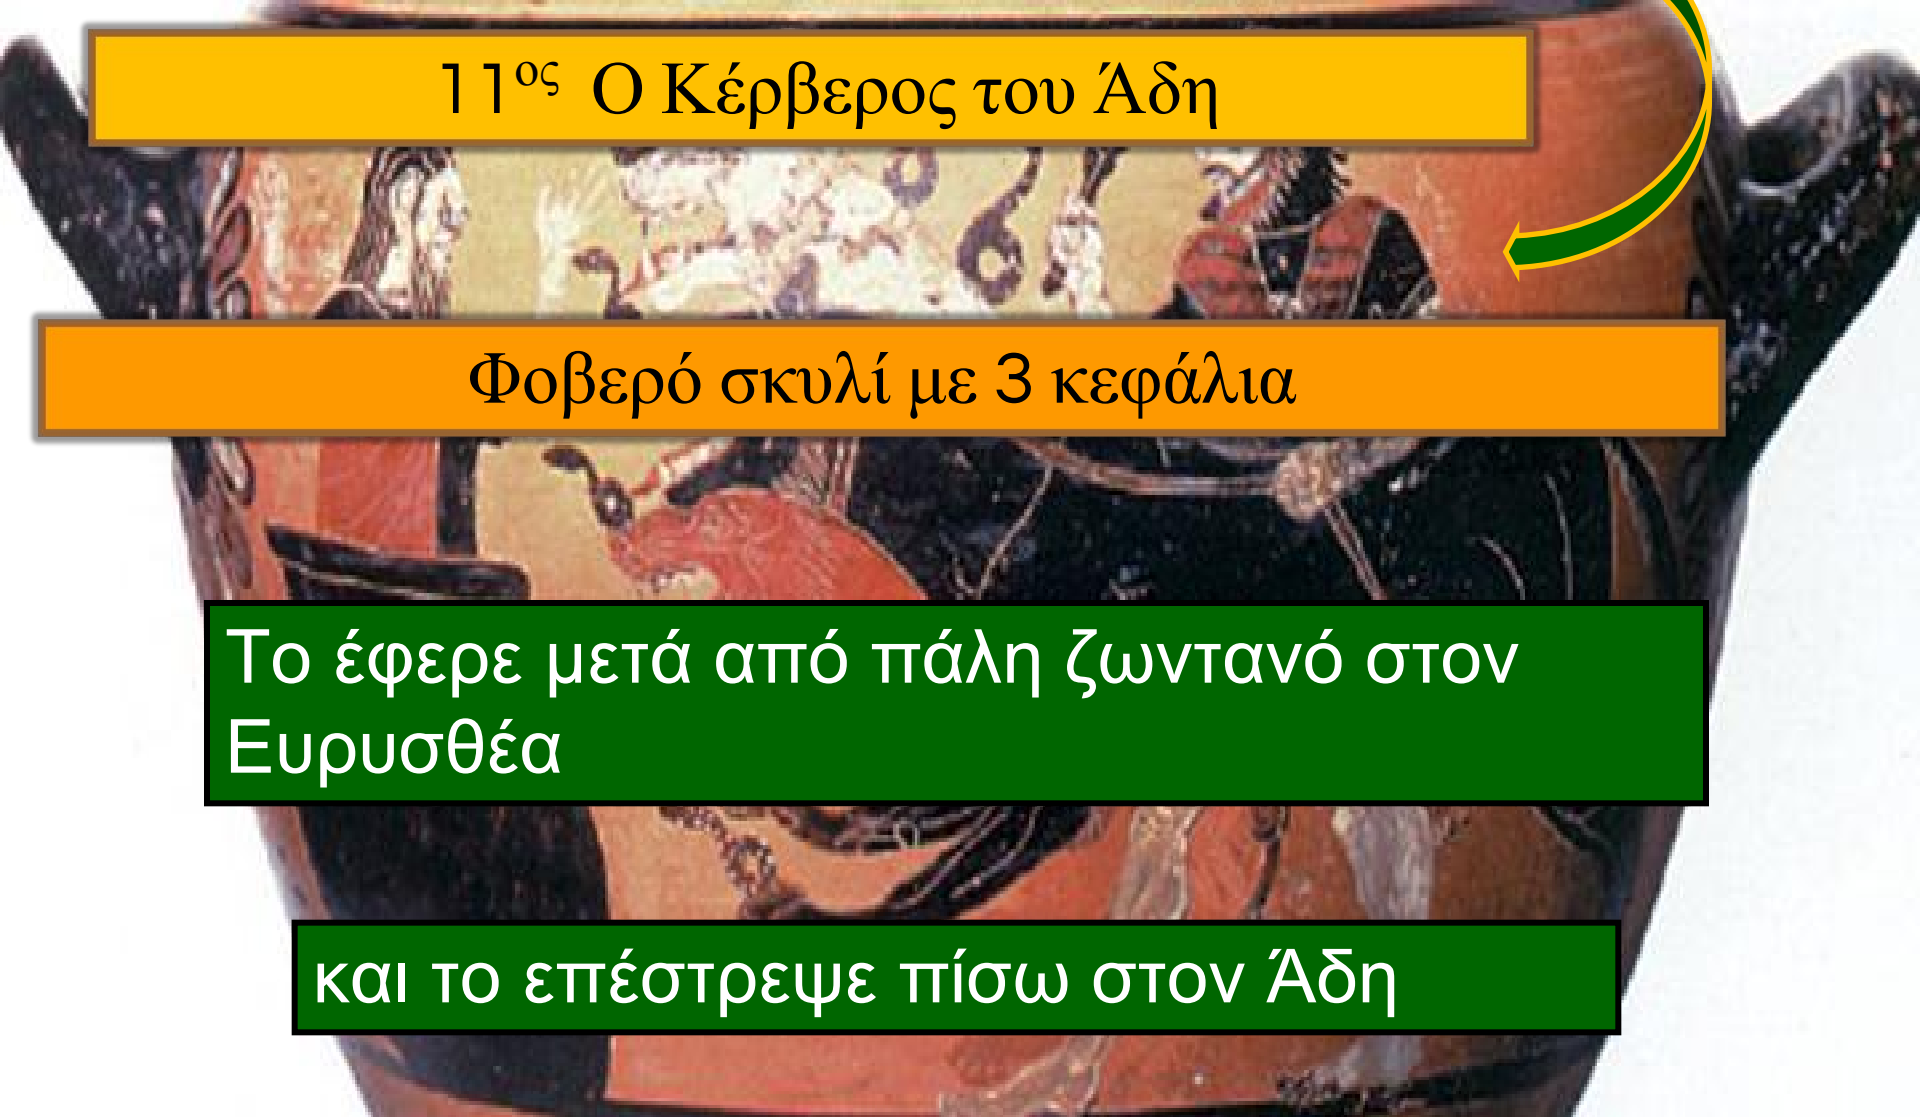 11ος Ο Κέρβερος του Άδη
Φοβερό σκυλί με 3 κεφάλια
Το έφερε μετά από πάλη ζωντανό στον
Ευρυσθέα
και το επέστρεψε πίσω στον Άδη